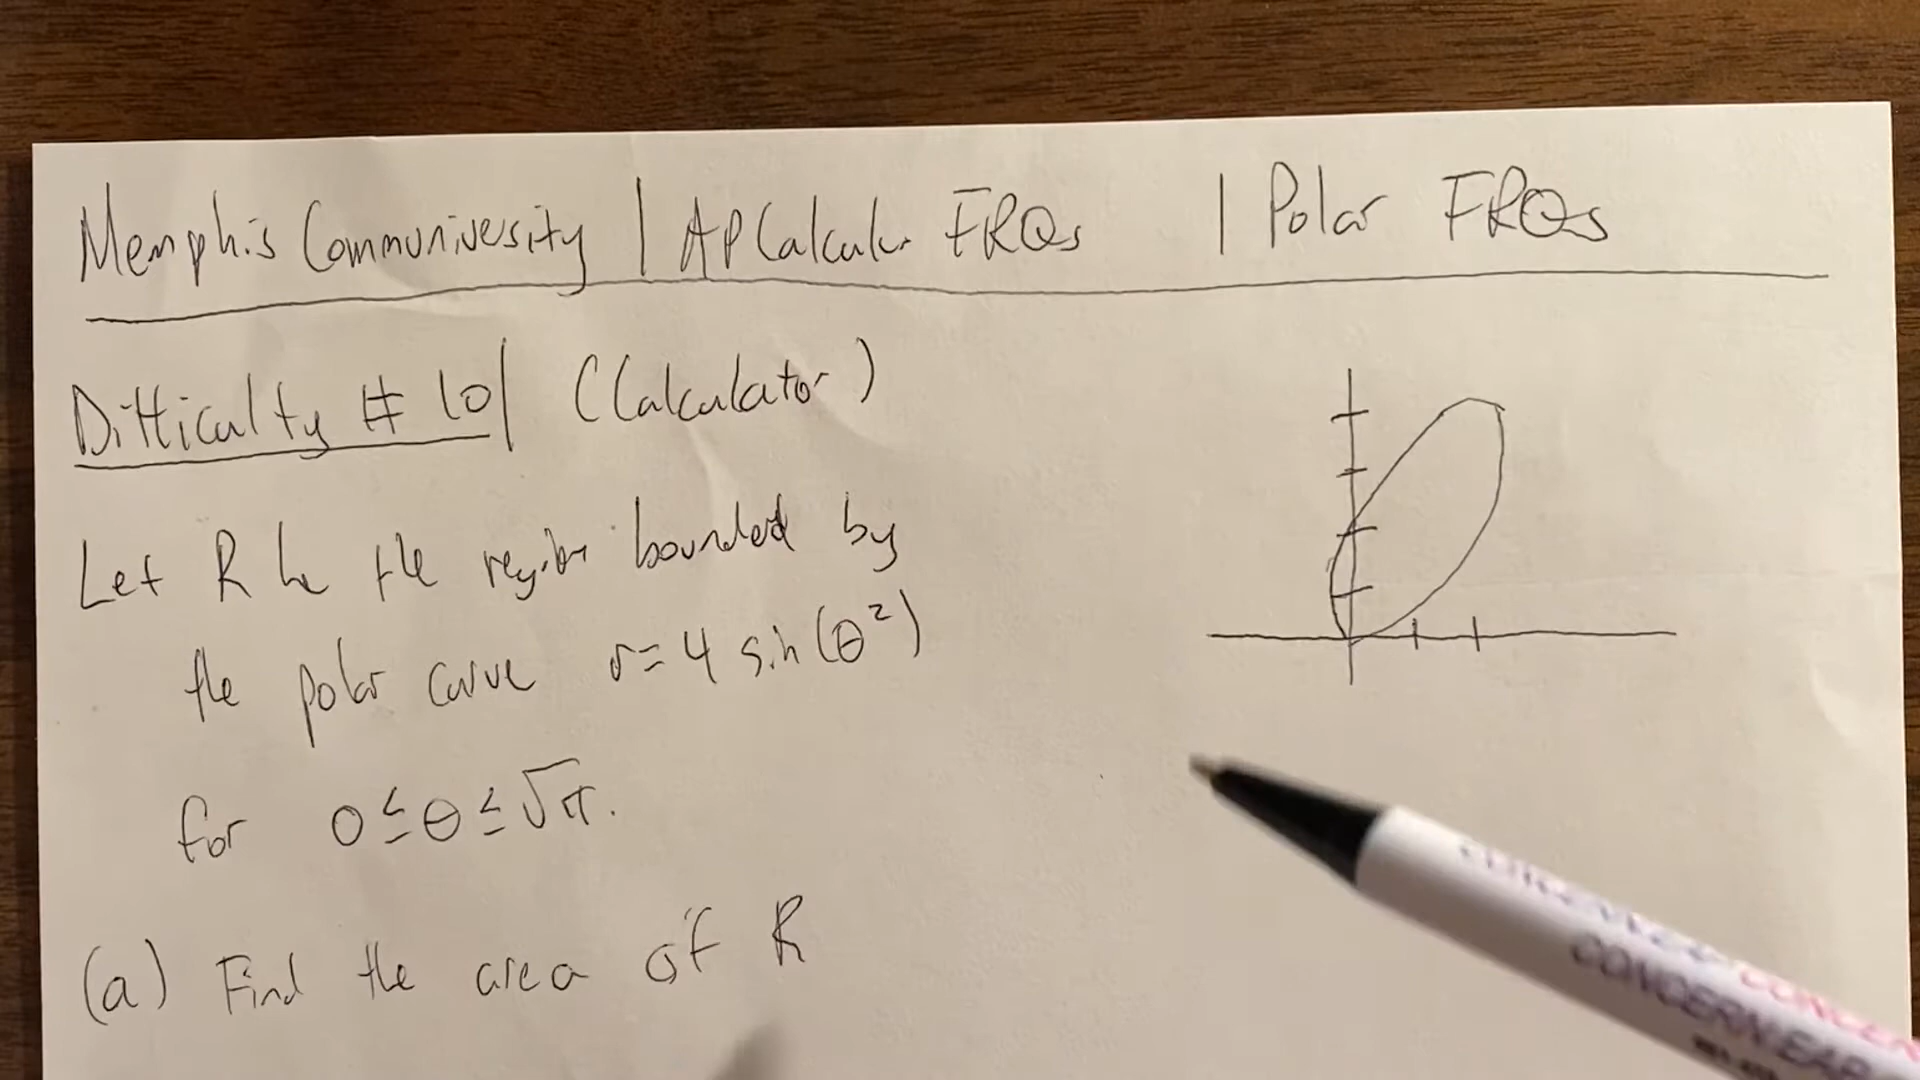 Memphis Communiversity | AP Calculus FRQs | Polar FRQs
Difficulty # 10 | (Calculator)
Let R be the region bounded by
the polar curve r=4 sin(θ²)
for 0≤θ≤√π.
(a) Find the area of R
CONCERN